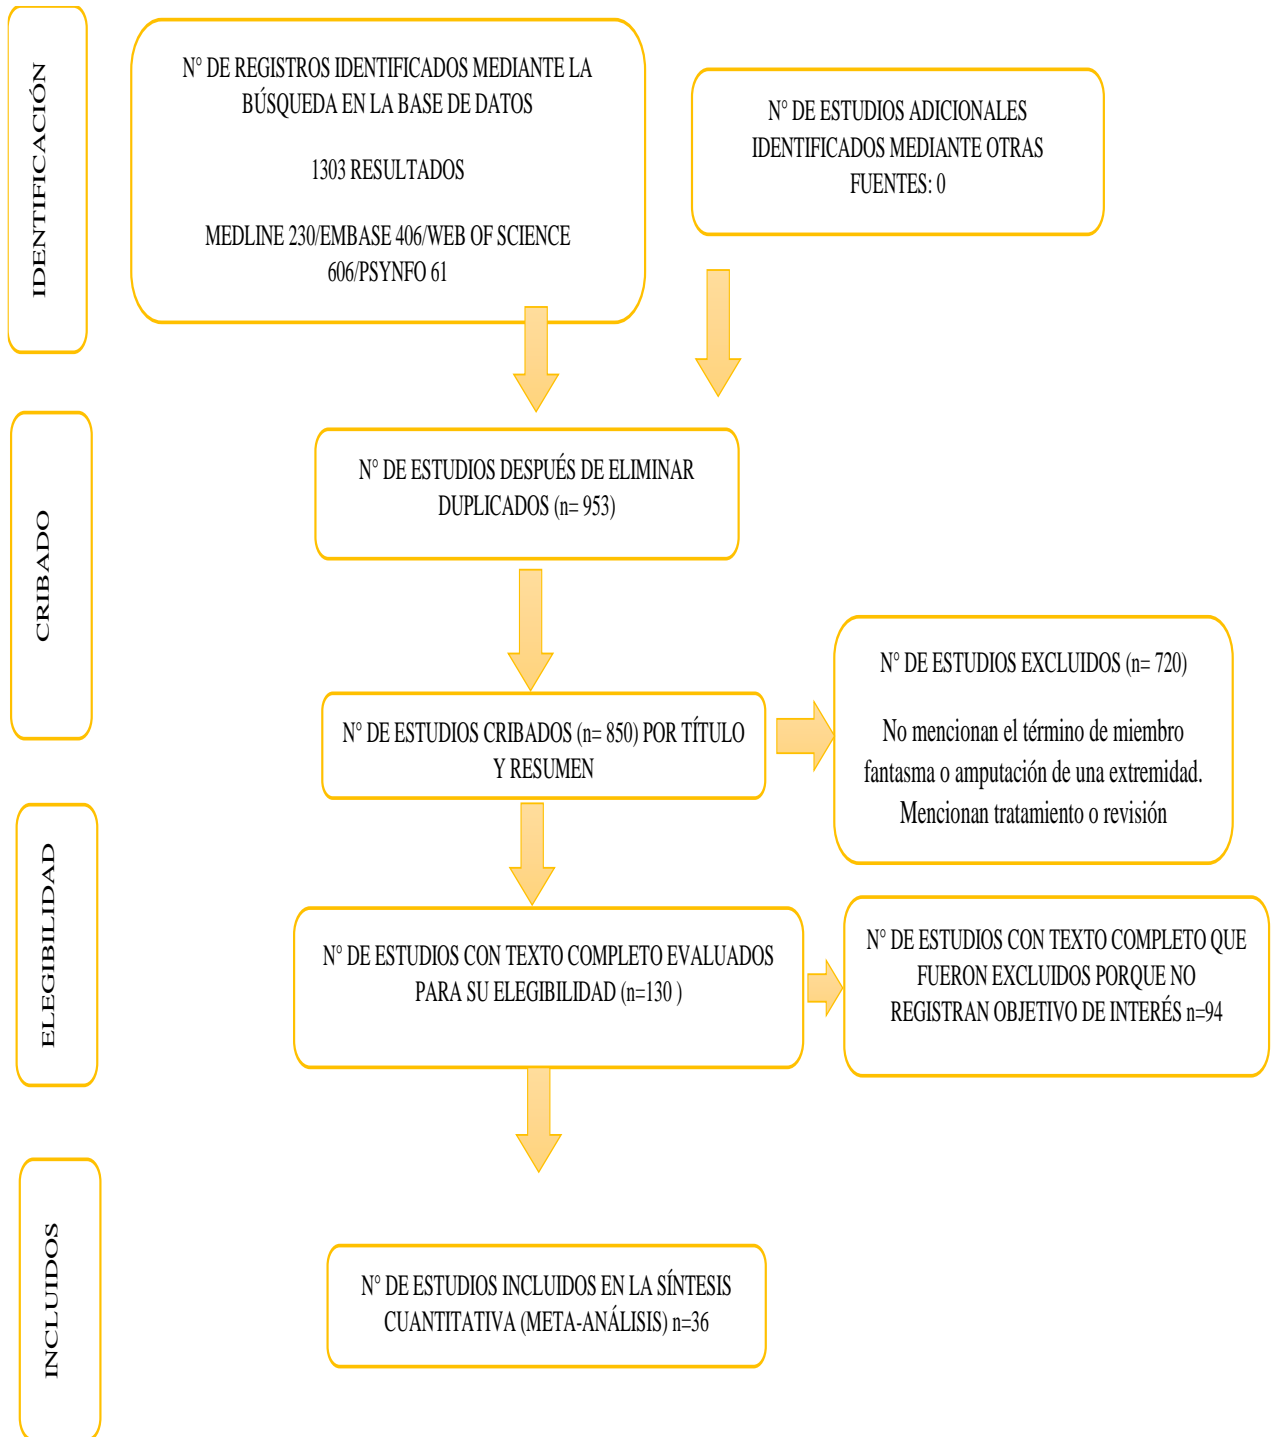 IDENTIFICACIÓN
N° DE REGISTROS IDENTIFICADOS MEDIANTE LA
BÚSQUEDA EN LA BASE DE DATOS
1303 RESULTADOS
MEDLINE 230/EMBASE 406/WEB OF SCIENCE
606/PSYNFO 61
N° DE ESTUDIOS ADICIONALES
IDENTIFICADOS MEDIANTE OTRAS
FUENTES: 0
CRIBADO
N° DE ESTUDIOS DESPUÉS DE ELIMINAR
DUPLICADOS (n= 953)
N° DE ESTUDIOS CRIBADOS (n= 850) POR TÍTULO
Y RESUMEN
N° DE ESTUDIOS EXCLUIDOS (n= 720)
No mencionan el término de miembro
fantasma o amputación de una extremidad.
Mencionan tratamiento o revisión
ELEGIBILIDAD
N° DE ESTUDIOS CON TEXTO COMPLETO EVALUADOS
PARA SU ELEGIBILIDAD (n=130 )
N° DE ESTUDIOS CON TEXTO COMPLETO QUE
FUERON EXCLUIDOS PORQUE NO
REGISTRAN OBJETIVO DE INTERÉS n=94
INCLUIDOS
N° DE ESTUDIOS INCLUIDOS EN LA SÍNTESIS
CUANTITATIVA (META-ANÁLISIS) n=36